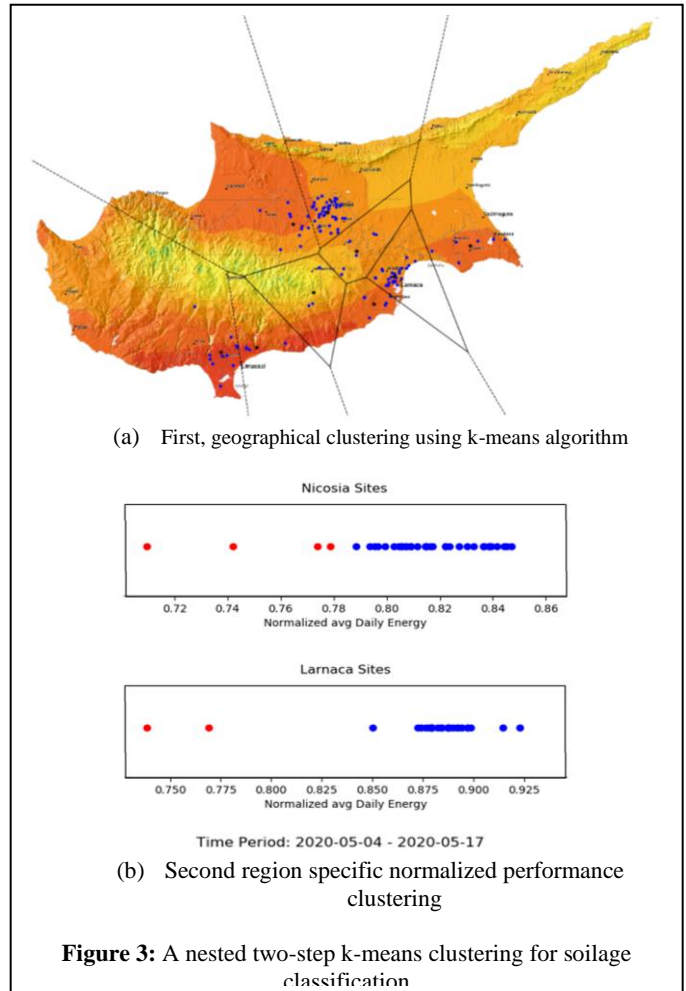 Larnaca
Limassol
(a) First, geographical clustering using k-means algorithm
Nicosia Sites
0.72 0.74 0.76 0.78 0.80 0.82 0.84 0.86
Normalized avg Daily Energy
Larnaca Sites
0.750 0.775 0.800 0.825 0.850 0.875 0.900 0.925
Normalized avg Daily Energy
Time Period: 2020-05-04 - 2020-05-17
(b) Second region specific normalized performance
clustering
Figure 3: A nested two-step k-means clustering for soilage
classification